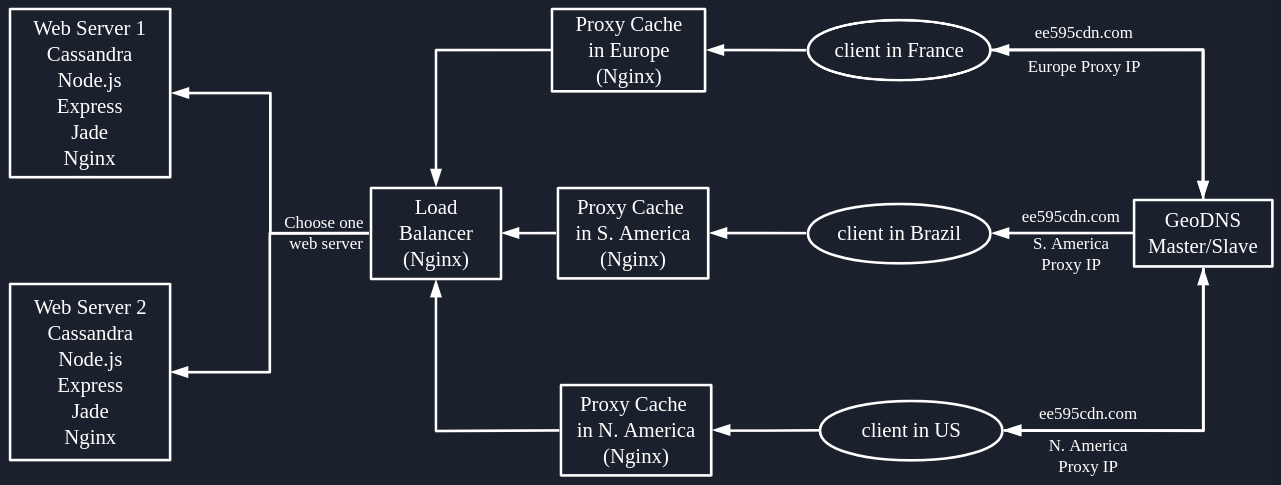 Web Server 1
Cassandra
Node.js
Express
Jade
Nginx
Web Server 2
Cassandra
Node.js
Express
Jade
Nginx
Choose one
web server
Load
Balancer
(Nginx)
Proxy Cache
in Europe
(Nginx)
Proxy Cache
in S. America
(Nginx)
Proxy Cache
in N. America
(Nginx)
client in France
client in Brazil
client in US
ee595cdn.com
Europe Proxy IP
ee595cdn.com
S. America
Proxy IP
ee595cdn.com
N. America
Proxy IP
GeoDNS
Master/Slave